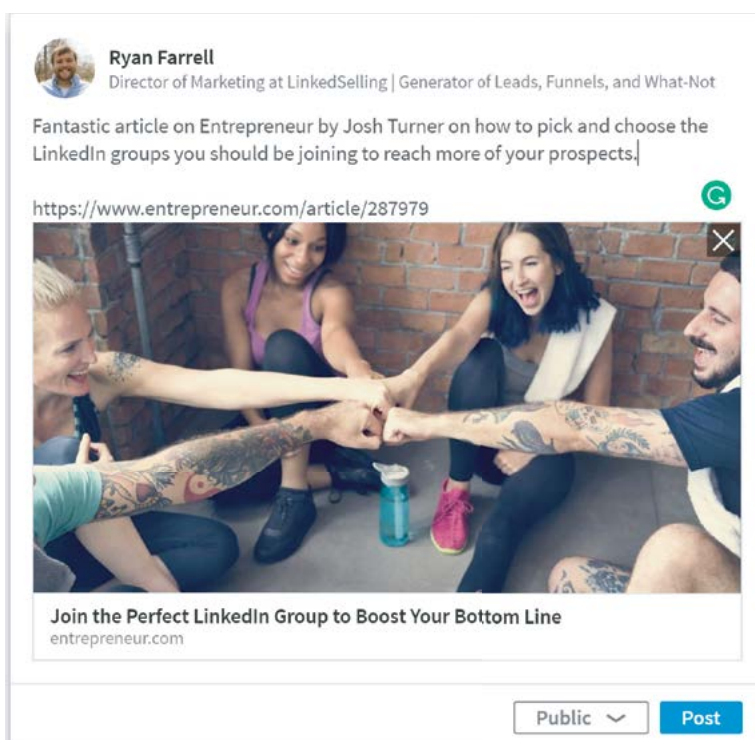 Ryan Farrell
Director of Marketing at LinkedSelling | Generator of Leads, Funnels, and What-Not
Fantastic article on Entrepreneur by Josh Turner on how to pick and choose the
LinkedIn groups you should be joining to reach more of your prospects.
https://www.entrepreneur.com/article/287979
Join the Perfect LinkedIn Group to Boost Your Bottom Line
entrepreneur.com
Public
Post